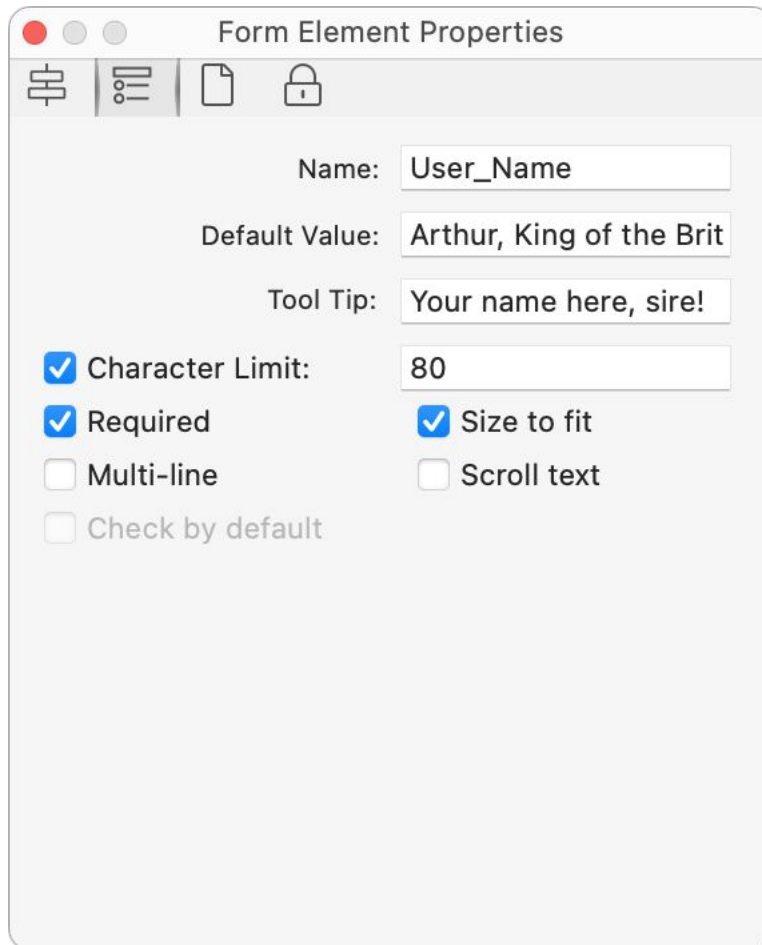 Form Element Properties
Name: User_Name
Default Value: Arthur, King of the Brit
Tool Tip: Your name here, sire!
Character Limit: 80
Required Size to fit
Multi-line Scroll text
Check by default